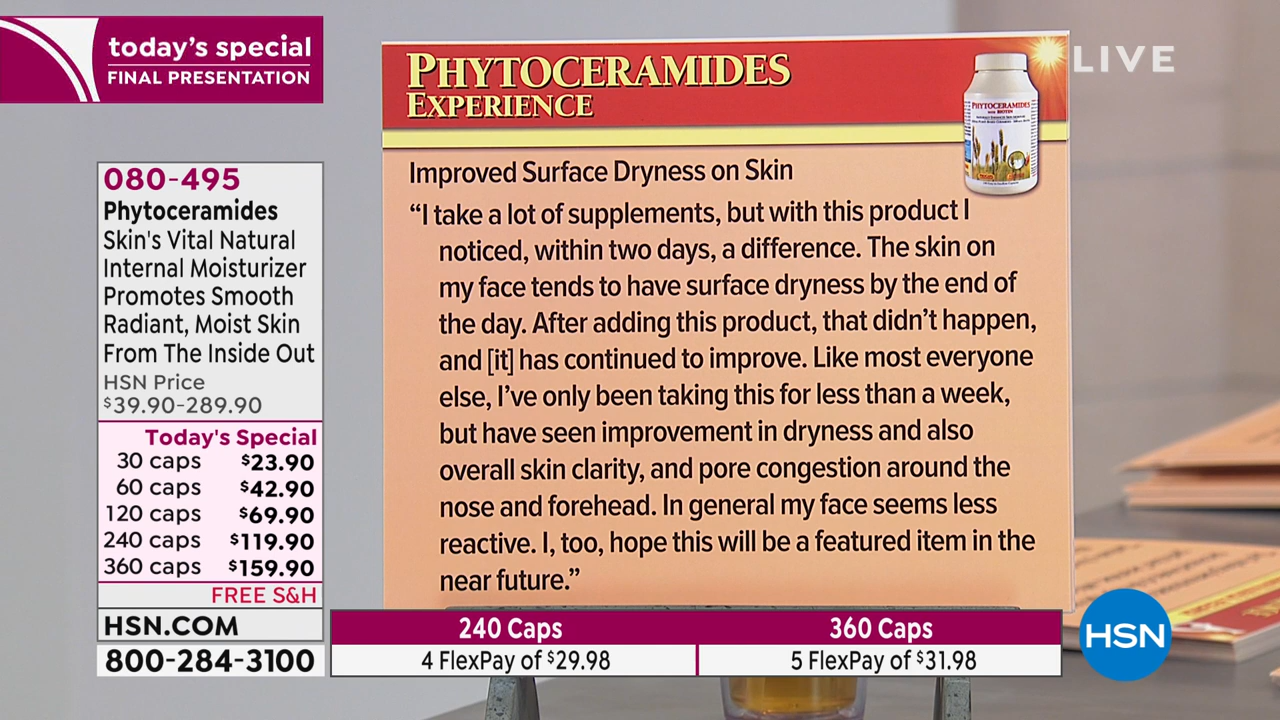 today's special
FINAL PRESENTATION
LIVE
PHYTOCERAMIDES
EXPERIENCE
PHYTOCERAMIDES
WITH BIOTIN
Improved Surface Dryness on Skin
“I take a lot of supplements, but with this product I
noticed, within two days, a difference. The skin on
my face tends to have surface dryness by the end of
the day. After adding this product, that didn’t happen,
and [it] has continued to improve. Like most everyone
else, I’ve only been taking this for less than a week,
but have seen improvement in dryness and also
overall skin clarity, and pore congestion around the
nose and forehead. In general my face seems less
reactive. I, too, hope this will be a featured item in the
near future.”
080-495
Phytoceramides
Skin's Vital Natural
Internal Moisturizer
Promotes Smooth
Radiant, Moist Skin
From The Inside Out
HSN Price
$39.90-289.90
Today's Special
30 caps $23.90
60 caps $42.90
120 caps $69.90
240 caps $119.90
360 caps $159.90
FREE S&H
HSN.COM
800-284-3100
240 Caps 360 Caps
4 FlexPay of $29.98 5 FlexPay of $31.98
HSN